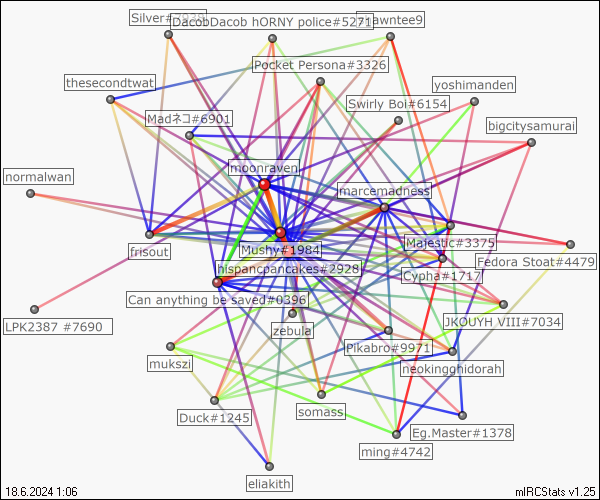 Silver#7929
DacobDacob hORNY police#5271
shawntee9
Pocket Persona#3326
thesecondtwat
yoshimanden
Swirly Boi#6154
Madネコ#6901
bigcitysamurai
moonraven
normalwan
marcemadness
Majestic#3375
frisout
Mushy#1984
Fedora Stoat#4479
hispancpancakes#2928
Cypha#1717
Can anything be saved#0396
JKOUYH VIII#7034
LPK2387 #7690
zebula
Pikabro#9971
mukszi
neokingghidorah
Duck#1245
somass
Eg.Master#1378
ming#4742
eliakith
18.6.2024 1:06
mIRCStats v1.25